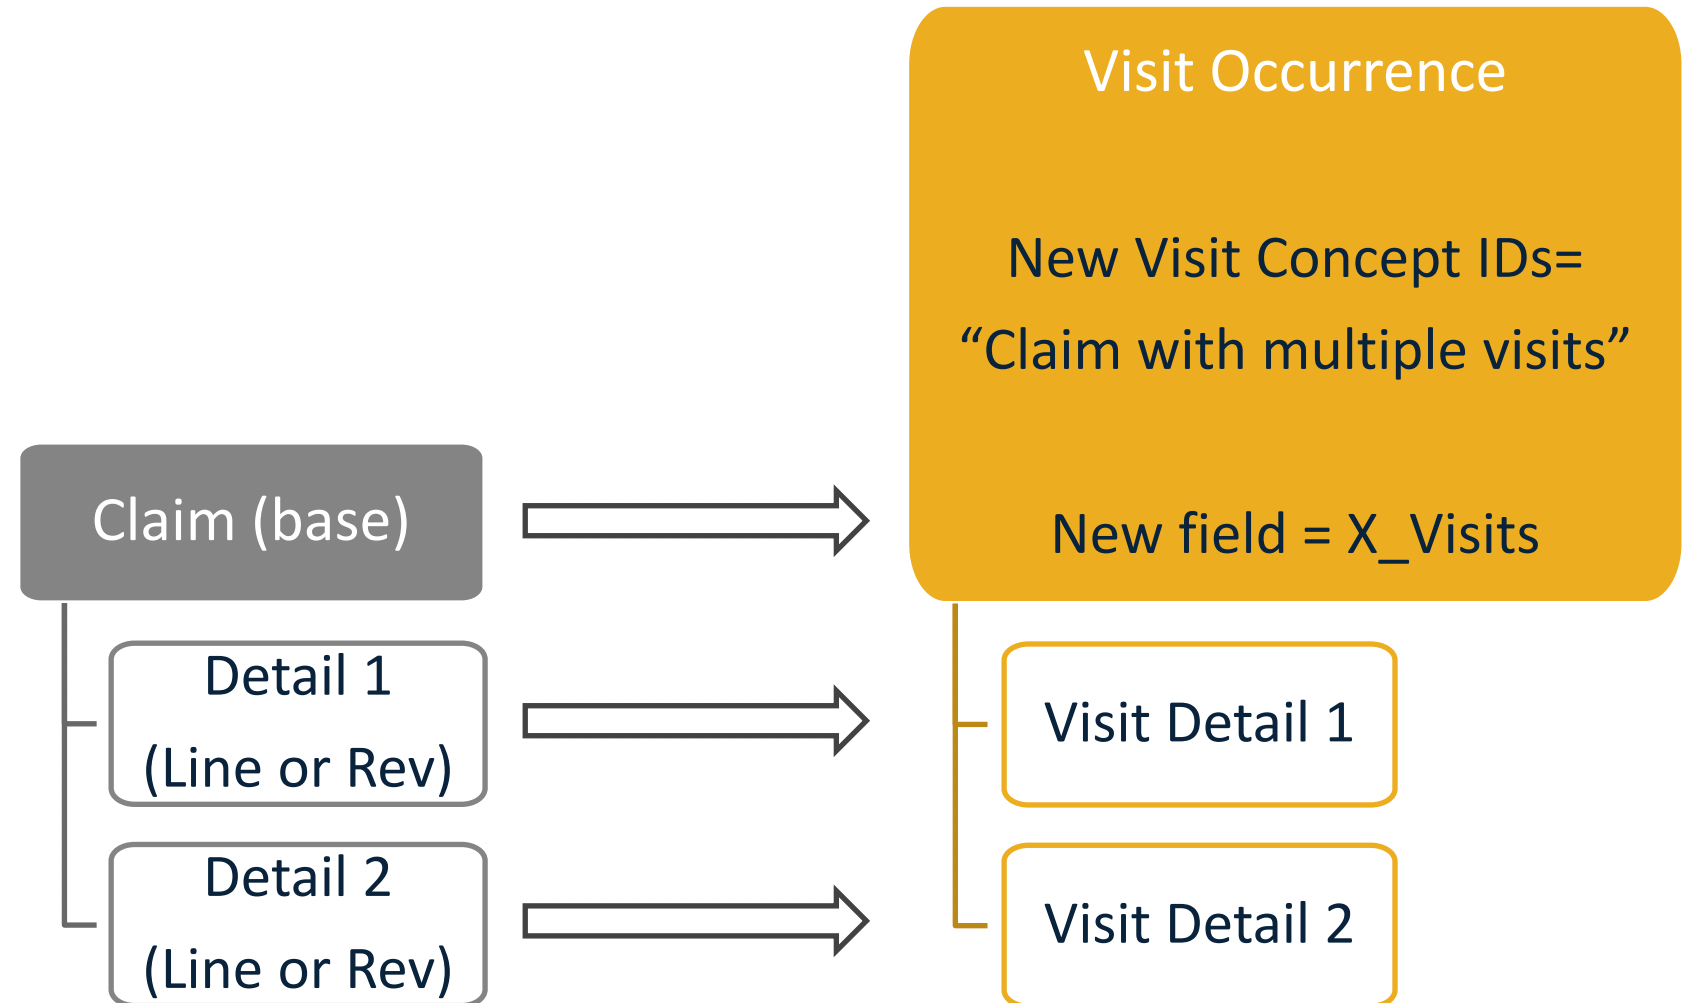 Visit Occurrence
New Visit Concept IDs=
“Claim with multiple visits”
New field = X_Visits
Claim (base)
Detail 1
(Line or Rev)
Visit Detail 1
Detail 2
(Line or Rev)
Visit Detail 2